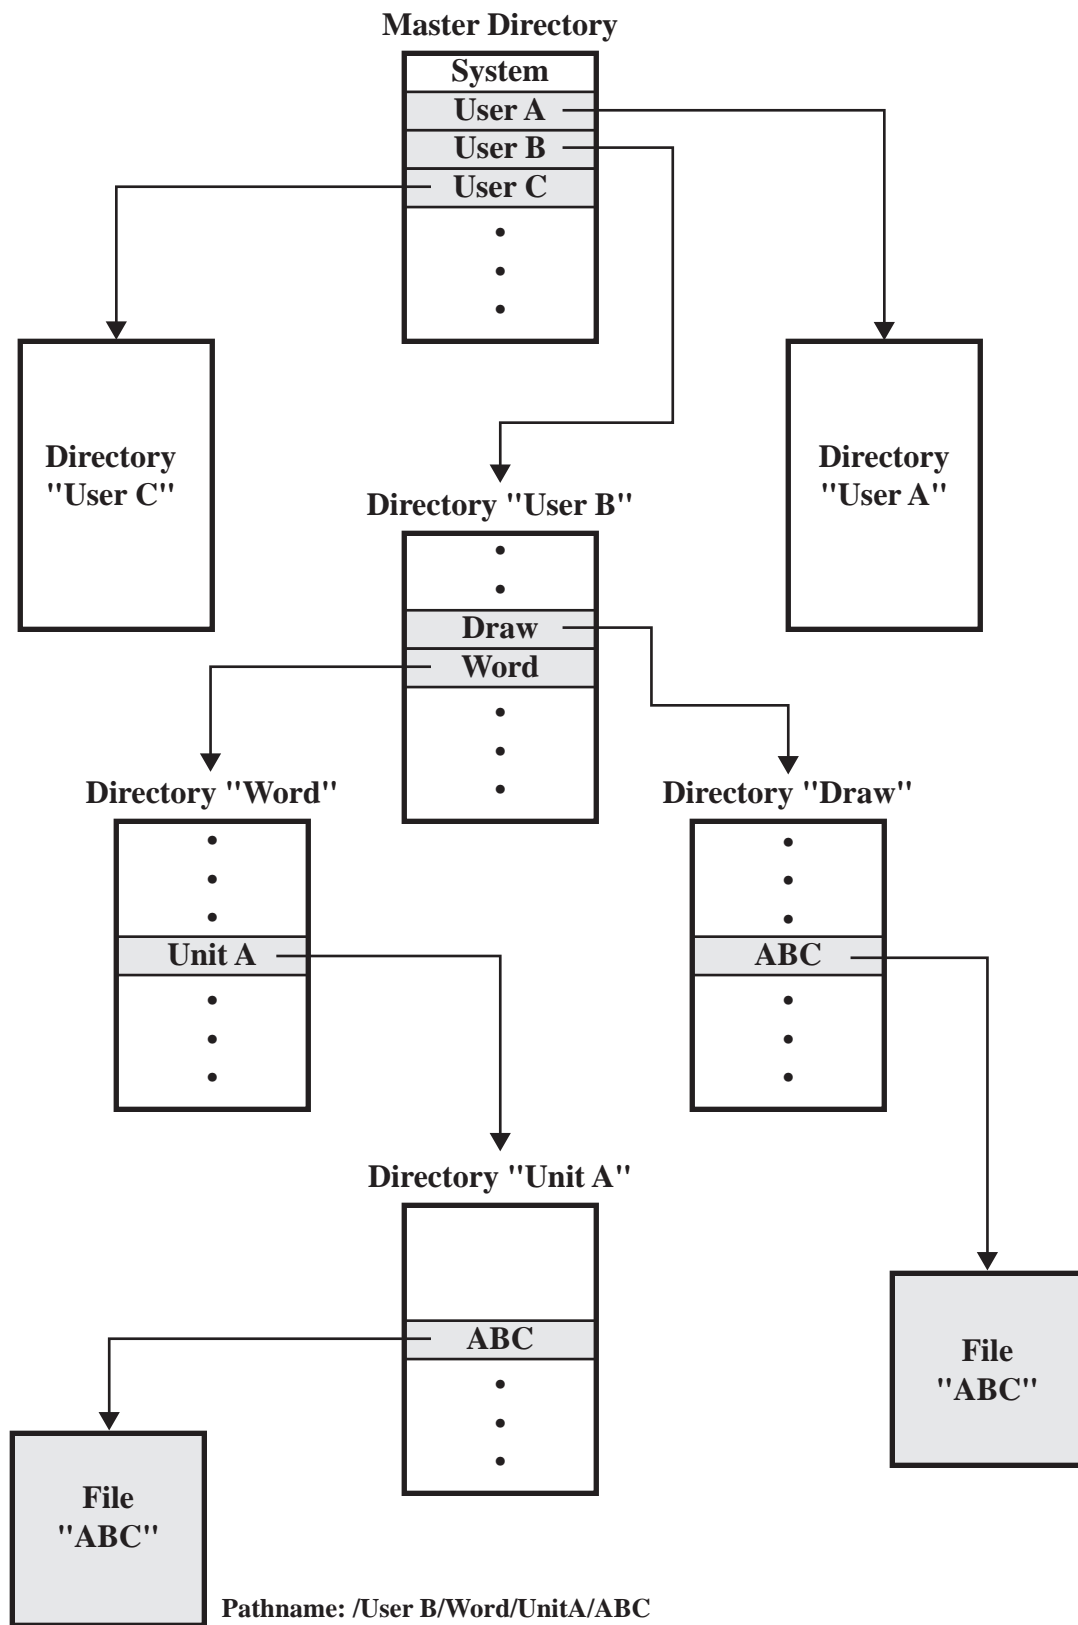 Master Directory
System
User A
User B
User C
Directory
"User C"
Directory
"User A"
Directory "User B"
Draw
Word
Directory "Word"
Directory "Draw"
Unit A
ABC
Directory "Unit A"
ABC
File
"ABC"
File
"ABC"
Pathname: /User B/Word/UnitA/ABC